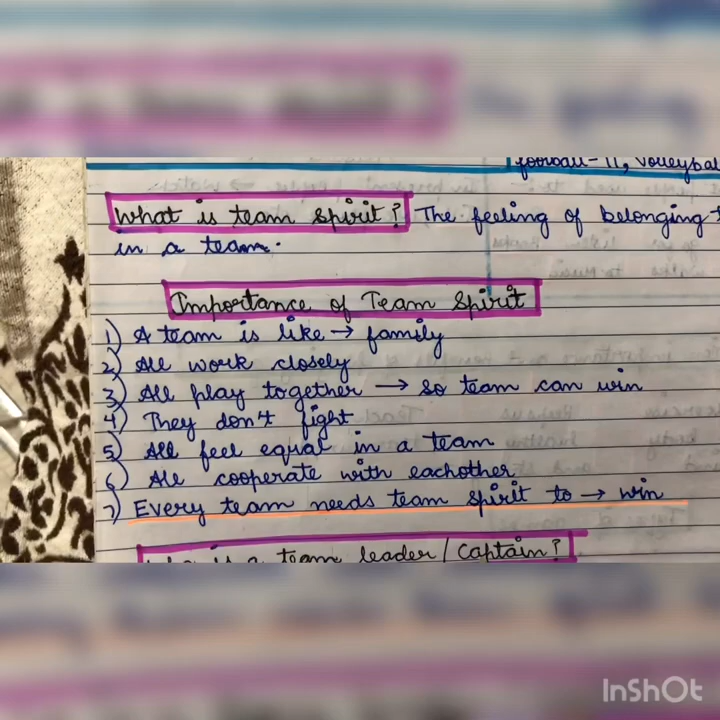 football-11, volleybal
What is team spirit? The feeling of belonging
in a team.
Importance of Team Spirit
1) A team is like → family
2) All work closely
3) All play together → so team can win
4) They don't fight
5) All feel equal in a team
6) All cooperate with eachother
7) Every team needs team spirit to → win
is a team leader/Captain?
InShOt